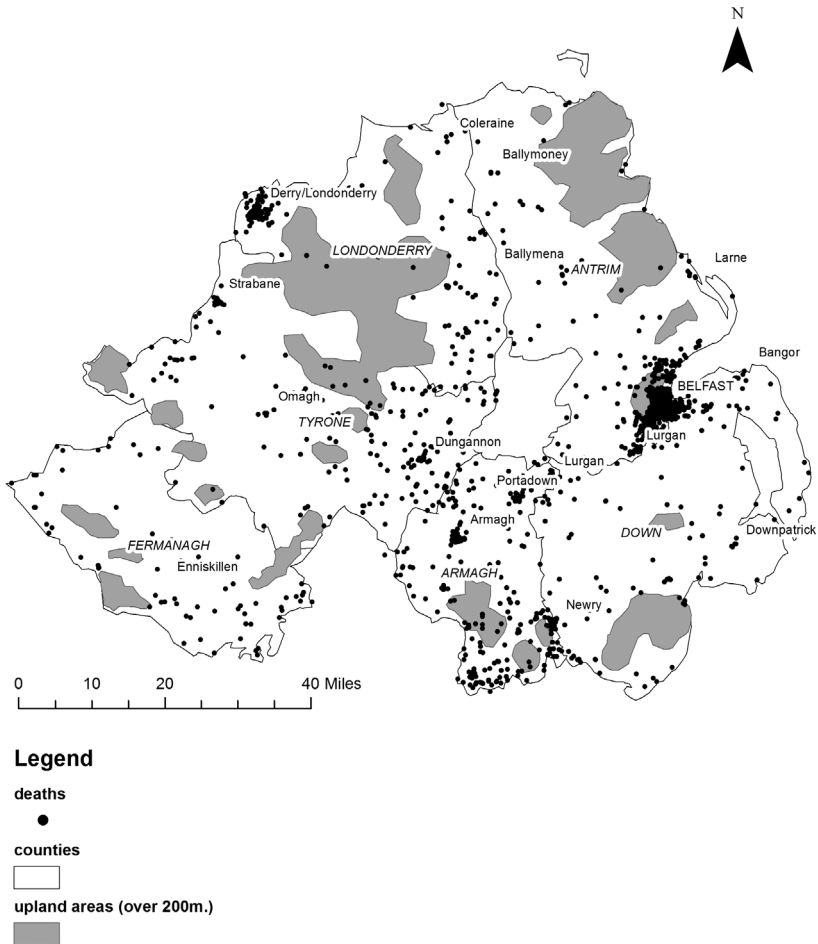 N
Coleraine
Ballymoney
Derry/Londonderry
LONDONDERRY
Ballymena
ANTRIM
Larne
Strabane
Bangor
BELFAST
Omagh
TYRONE
Lurgan
Dungannon
Lurgan
Portadown
Armagh
DOWN
Downpatrick
FERMANAGH
Enniskillen
ARMAGH
Newry
0 10 20 40 Miles
Legend
deaths
counties
upland areas (over 200m.)